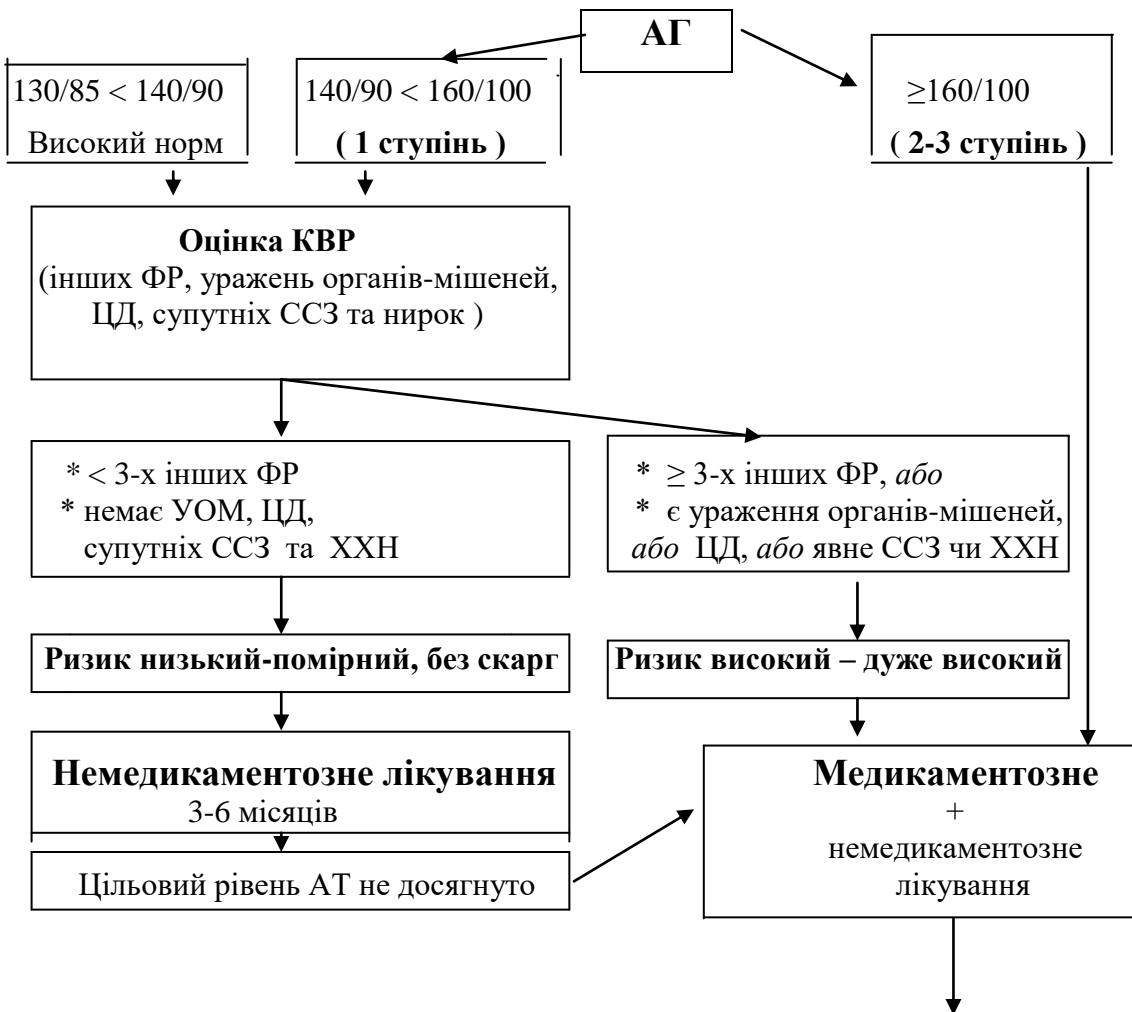 АГ
130/85 < 140/90
Високий норм
140/90 < 160/100
( 1 ступінь )
≥160/100
( 2-3 ступінь )
Оцінка КВР
(інших ФР, уражень органів-мішеней,
ЦД, супутніх ССЗ та нирок )
* < 3-х інших ФР
* немає УОМ, ЦД,
супутніх ССЗ та ХХН
* ≥ 3-х інших ФР, або
* є ураження органів-мішеней,
або ЦД, або явне ССЗ чи ХХН
Ризик низький-помірний, без скарг
Ризик високий – дуже високий
Немедикаментозне лікування
3-6 місяців
Цільовий рівень АТ не досягнуто
Медикаментозне
+
немедикаментозне
лікування